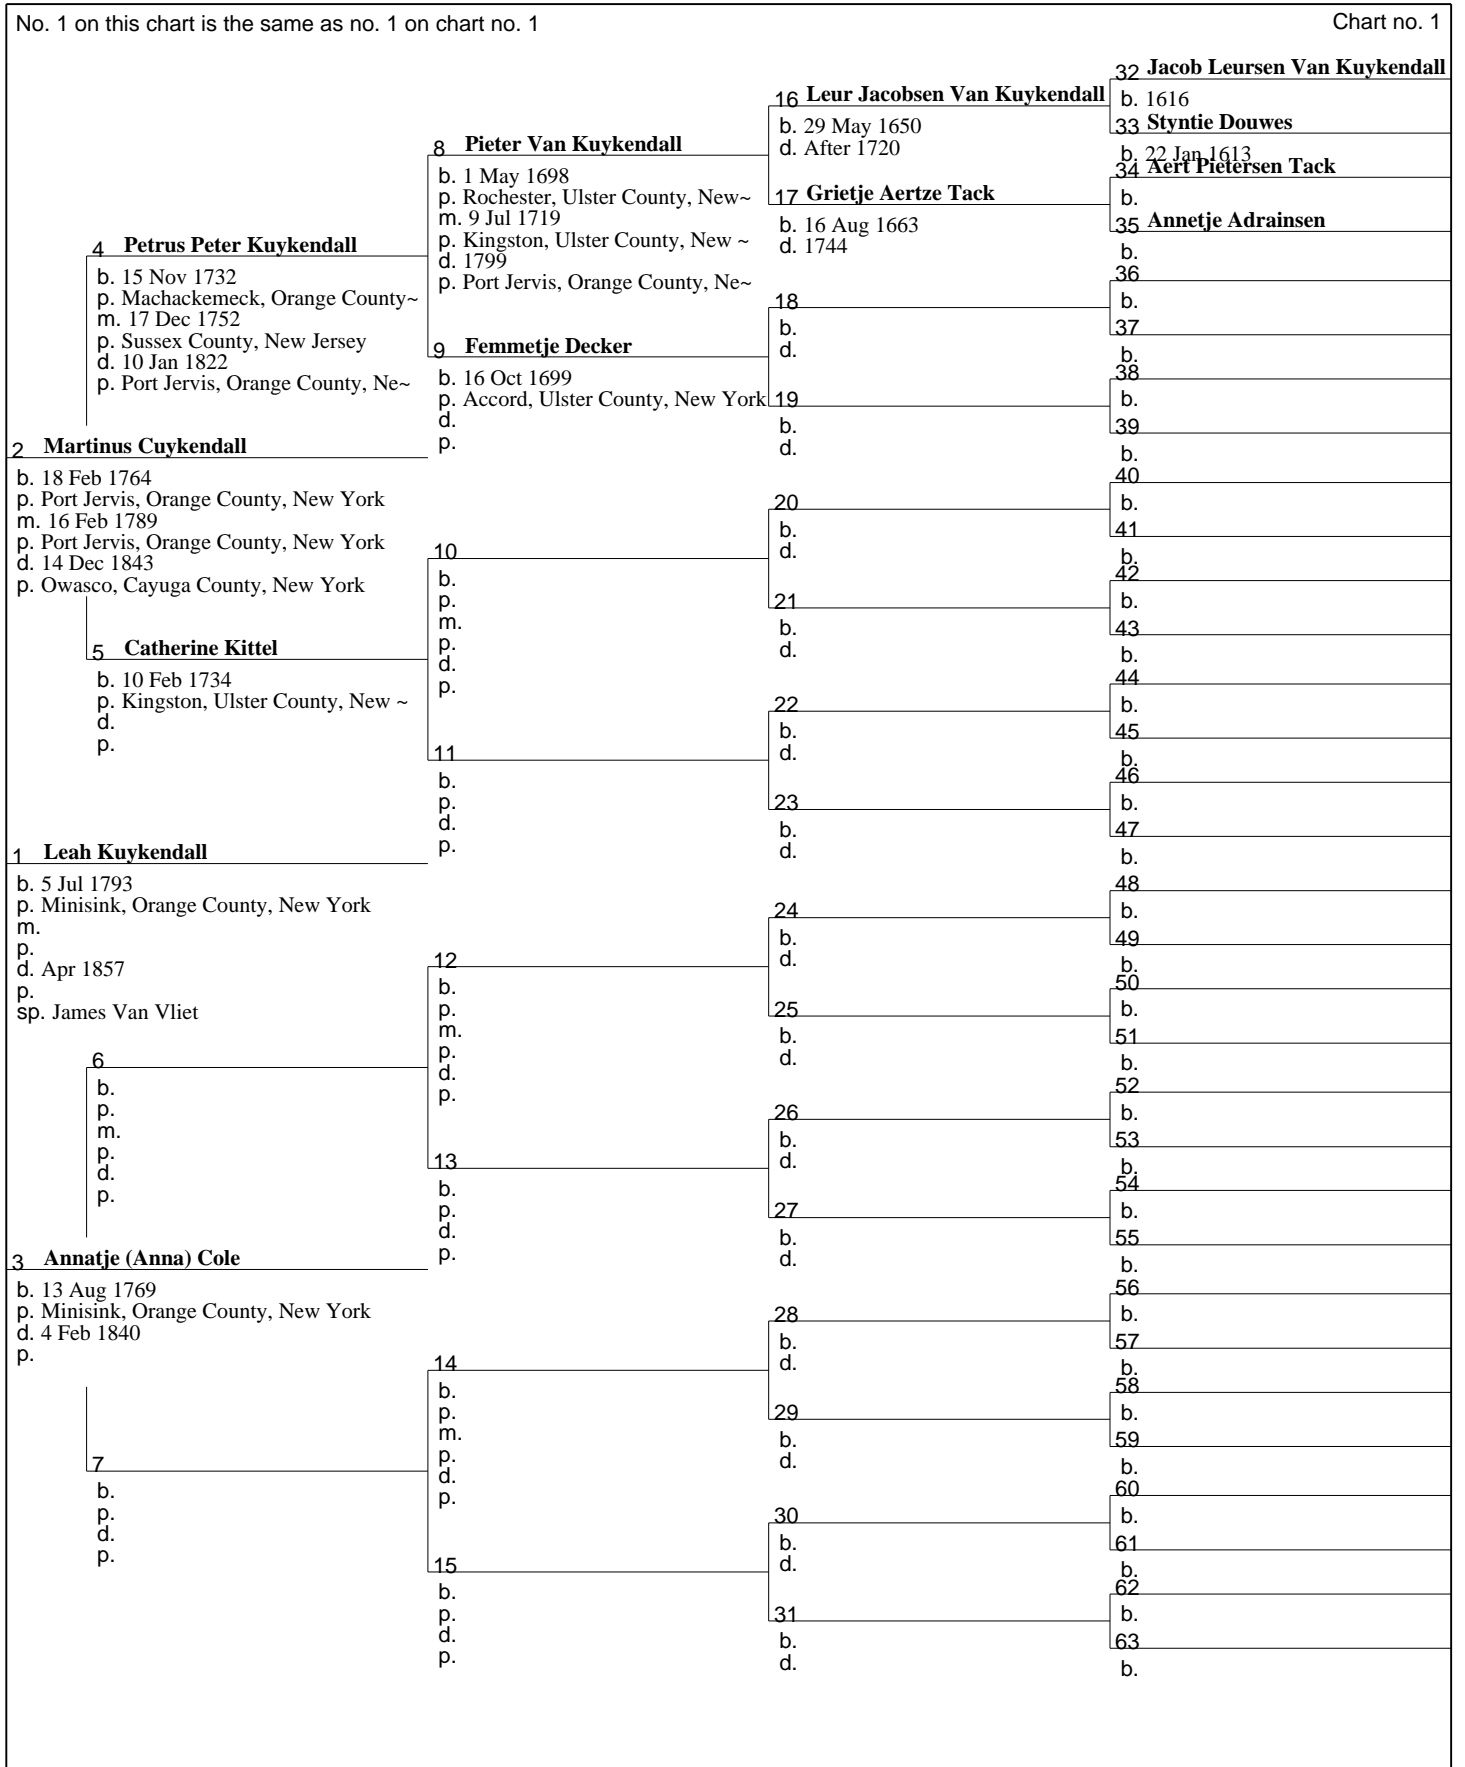 No. 1 on this chart is the same as no. 1 on chart no. 1
Chart no. 1
2 Martinus Cuykendall
b. 18 Feb 1764
p. Port Jervis, Orange County, New York
m. 16 Feb 1789
p. Port Jervis, Orange County, New York
d. 14 Dec 1843
p. Owasco, Cayuga County, New York
1 Leah Kuykendall
b. 5 Jul 1793
p. Minisink, Orange County, New York
m.
p.
d. Apr 1857
p.
sp. James Van Vliet
3 Annatje (Anna) Cole
b. 13 Aug 1769
p. Minisink, Orange County, New York
d. 4 Feb 1840
p.
4 Petrus Peter Kuykendall
b. 15 Nov 1732
p. Machackemeck, Orange County~
m. 17 Dec 1752
p. Sussex County, New Jersey
d. 10 Jan 1822
p. Port Jervis, Orange County, Ne~
5 Catherine Kittel
b. 10 Feb 1734
p. Kingston, Ulster County, New ~
d.
p.
6
b.
p.
m.
p.
d.
p.
7
b.
p.
d.
p.
8 Pieter Van Kuykendall
b. 1 May 1698
p. Rochester, Ulster County, New~
m. 9 Jul 1719
p. Kingston, Ulster County, New ~
d. 1799
p. Port Jervis, Orange County, Ne~
9 Femmetje Decker
b. 16 Oct 1699
p. Accord, Ulster County, New York
d.
p.
10
b.
p.
m.
p.
d.
p.
11
b.
p.
d.
p.
12
b.
p.
m.
p.
d.
p.
13
b.
p.
d.
p.
14
b.
p.
m.
p.
d.
p.
15
b.
p.
d.
p.
16 Leur Jacobsen Van Kuykendall
b. 29 May 1650
d. After 1720
17 Grietje Aertze Tack
b. 16 Aug 1663
d. 1744
18
b.
d.
19
b.
d.
20
b.
d.
21
b.
d.
22
b.
d.
23
b.
d.
24
b.
d.
25
b.
d.
26
b.
d.
27
b.
d.
28
b.
d.
29
b.
d.
30
b.
d.
31
b.
d.
32 Jacob Leursen Van Kuykendall
b. 1616
33 Styntie Douwes
b. 22 Jan 1613
34 Aert Pietersen Tack
b.
35 Annetje Adrainsen
b.
36
b.
37
b.
38
b.
39
b.
40
b.
41
b.
42
b.
43
b.
44
b.
45
b.
46
b.
47
b.
48
b.
49
b.
50
b.
51
b.
52
b.
53
b.
54
b.
55
b.
56
b.
57
b.
58
b.
59
b.
60
b.
61
b.
62
b.
63
b.